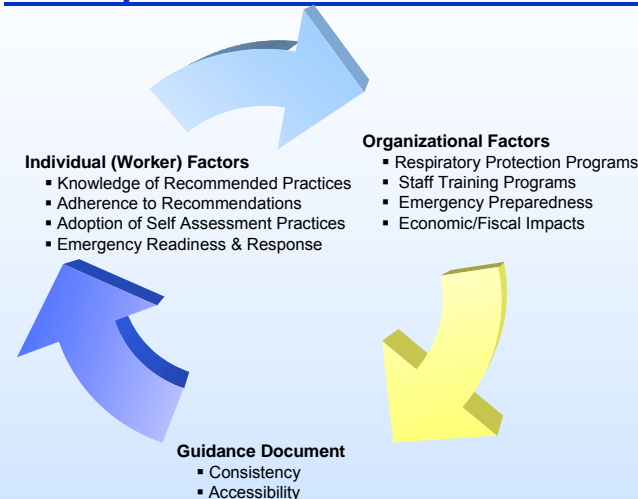 Individual (Worker) Factors
▪ Knowledge of Recommended Practices
▪ Adherence to Recommendations
▪ Adoption of Self Assessment Practices
▪ Emergency Readiness & Response
Organizational Factors
▪ Respiratory Protection Programs
▪ Staff Training Programs
▪ Emergency Preparedness
▪ Economic/Fiscal Impacts
Guidance Document
▪ Consistency
▪ Accessibility